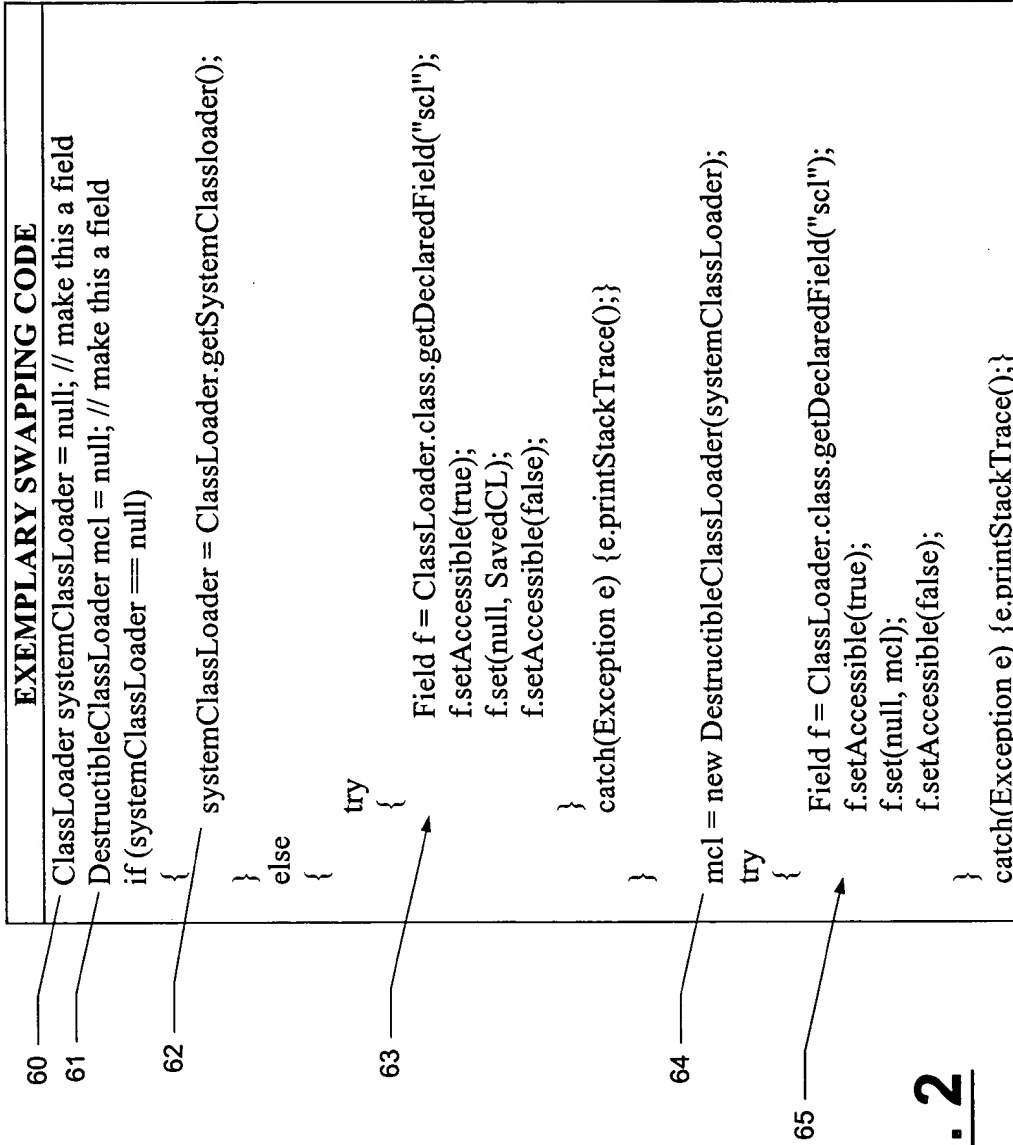 EXEMPLARY SWAPPING CODE
60 ClassLoader systemClassLoader = null; // make this a field
61 DestructibleClassLoader mcl = null; // make this a field
if (systemClassLoader == null)
{
62 systemClassLoader = ClassLoader.getSystemClassloader();
} else
{
try
{
63 Field f = ClassLoader.class.getDeclaredField("scl");
f.setAccessible(true);
f.set(null, SavedCL);
f.setAccessible(false);
}
catch(Exception e) {e.printStackTrace();}
}
64 mcl = new DestructibleClassLoader(systemClassLoader);
try
{
65 Field f = ClassLoader.class.getDeclaredField("scl");
f.setAccessible(true);
f.set(null, mcl);
f.setAccessible(false);
}
catch(Exception e) {e.printStackTrace();}
. 2